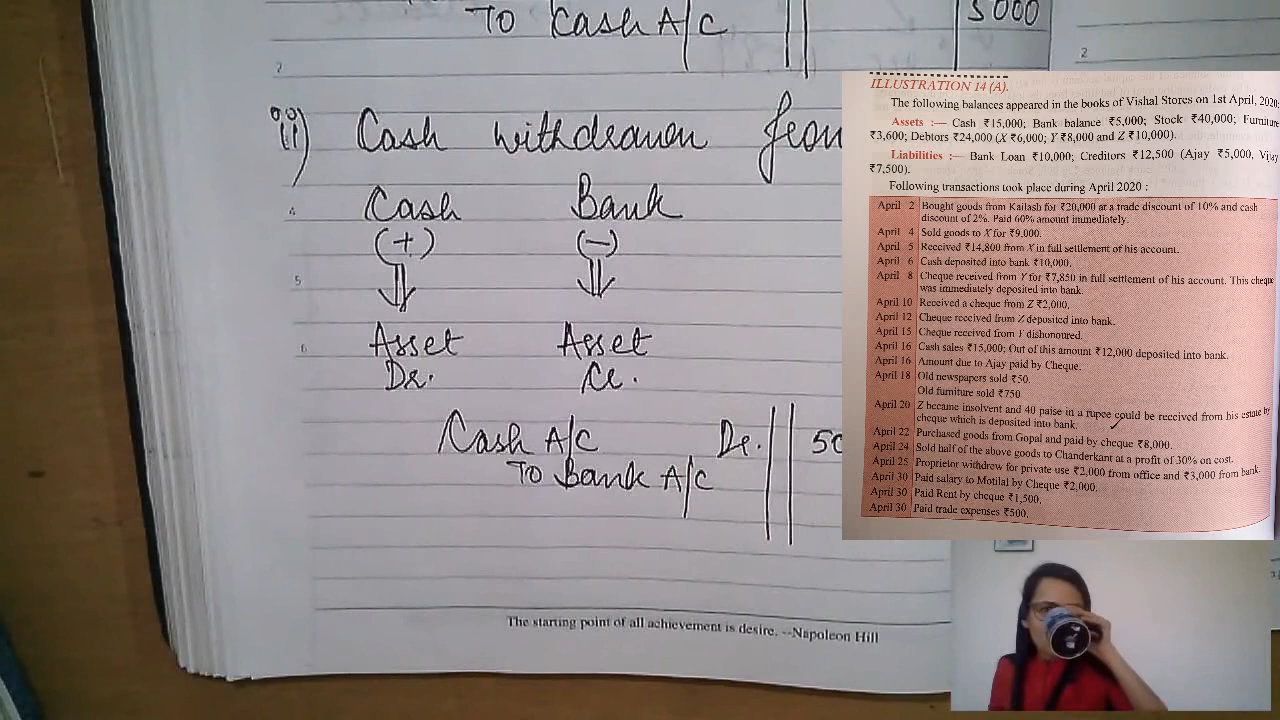 TO Cash A/C
5000
2
2
iii) Cash withdrawn from
Cash Bank
4
(+) (-)
5
Asset Asset
6
Dr. Cr.
Cash A/C Dr. 50
TO Bank A/C
The starting point of all achievement is desire. --Napoleon Hill
ILLUSTRATION 14 (A).
The following balances appeared in the books of Vishal Stores on 1st April, 2020
Assets :— Cash ₹15,000; Bank balance ₹5,000; Stock ₹40,000; Furniture
₹3,600; Debtors ₹24,000 (X ₹6,000; Y ₹8,000 and Z ₹10,000).
Liabilities :— Bank Loan ₹10,000; Creditors ₹12,500 (Ajay ₹5,000, Vijay
₹7,500).
Following transactions took place during April 2020 :
April 2 Bought goods from Kailash for ₹20,000 at a trade discount of 10% and cash
discount of 2%. Paid 60% amount immediately.
April 4 Sold goods to X for ₹9,000.
April 5 Received ₹14,800 from X in full settlement of his account.
April 6 Cash deposited into bank ₹10,000.
April 8 Cheque received from Y for ₹7,850 in full settlement of his account. This cheque
was immediately deposited into bank.
April 10 Received a cheque from Z ₹2,000.
April 12 Cheque received from Z deposited into bank.
April 15 Cheque received from Y dishonoured.
April 16 Cash sales ₹15,000; Out of this amount ₹12,000 deposited into bank.
April 16 Amount due to Ajay paid by Cheque.
April 18 Old newspapers sold ₹50.
Old furniture sold ₹750
April 20 Z became insolvent and 40 paise in a rupee could be received from his estate by
cheque which is deposited into bank.
April 22 Purchased goods from Gopal and paid by cheque ₹8,000.
April 24 Sold half of the above goods to Chanderkant at a profit of 30% on cost.
April 25 Proprietor withdrew for private use ₹2,000 from office and ₹3,000 from bank.
April 30 Paid salary to Motilal by Cheque ₹2,000.
April 30 Paid Rent by cheque ₹1,500.
April 30 Paid trade expenses ₹500.